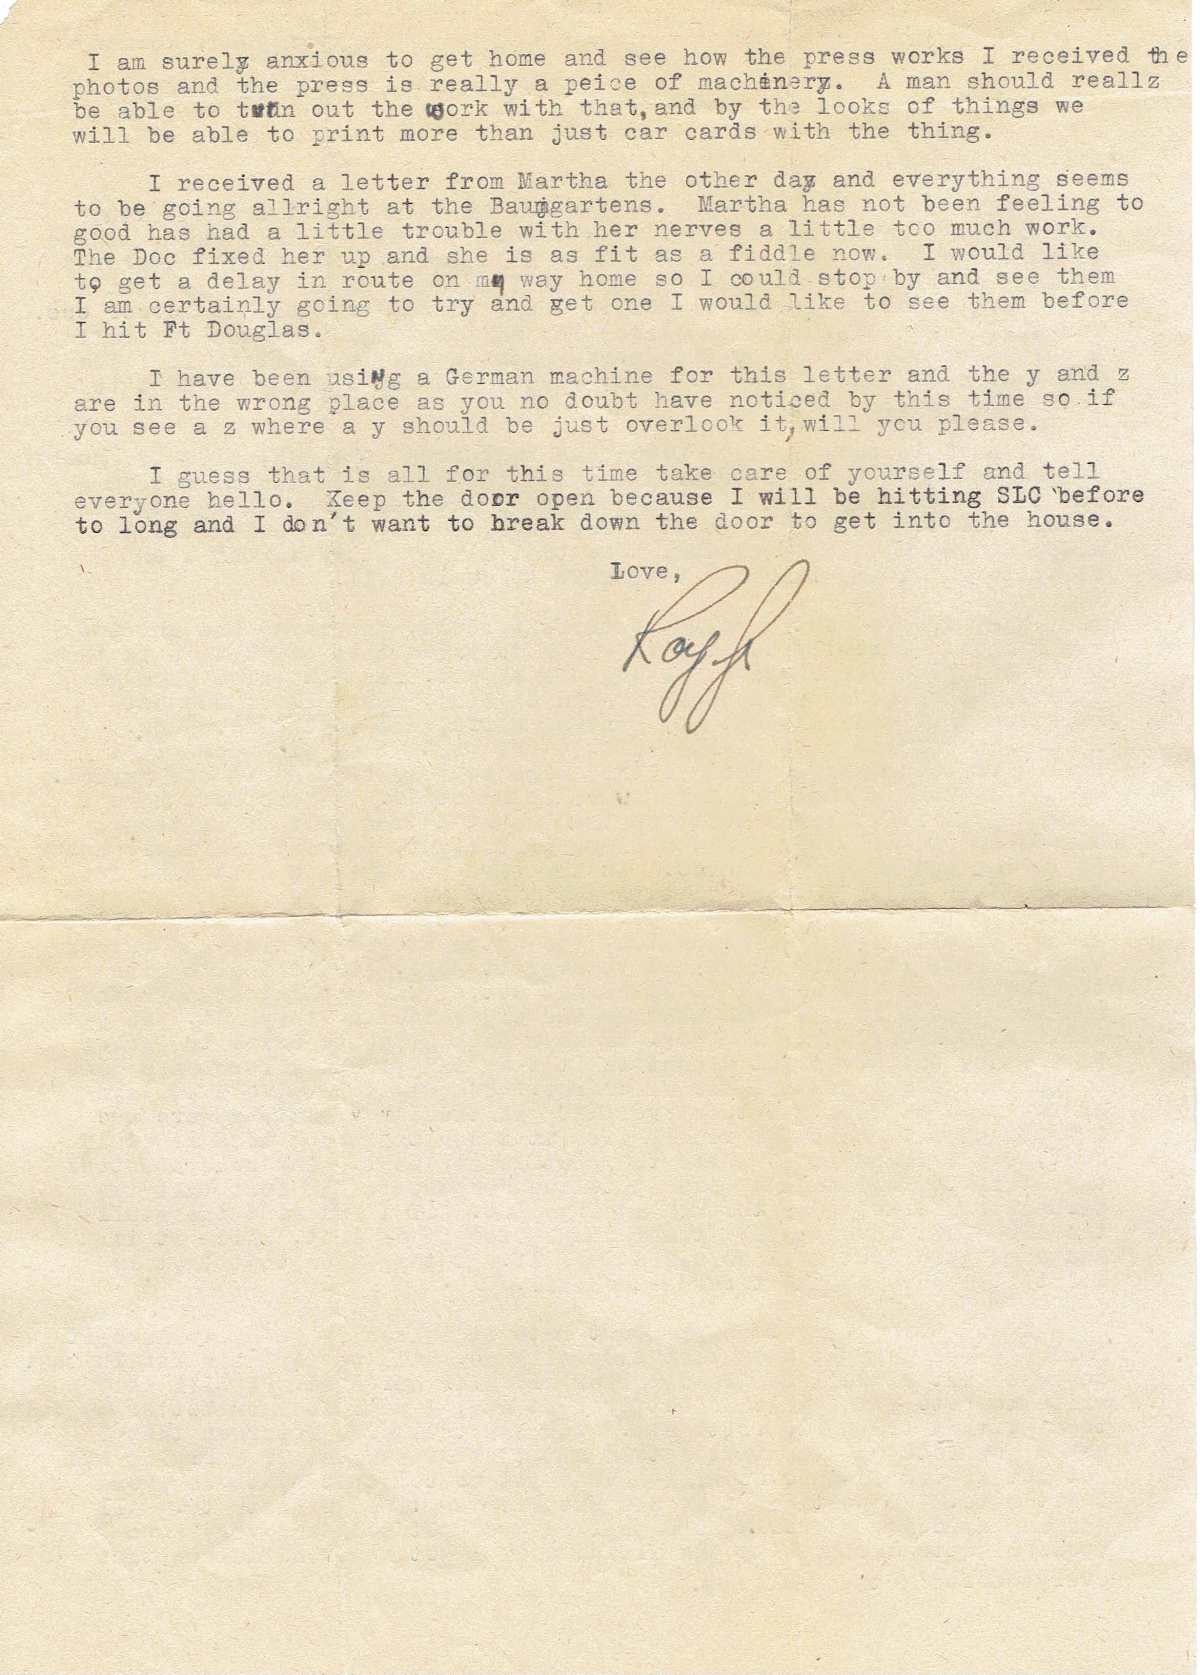 I am surely anxious to get home and see how the press works I received the
photos and the press is really a peice of machinery. A man should reallz
be able to turn out the work with that, and by the looks of things we
will be able to print more than just car cards with the thing.
I received a letter from Martha the other day and everything seems
to be going allright at the Baumgartens. Martha has not been feeling to
good has had a little trouble with her nerves a little too much work.
The Doc fixed her up and she is as fit as a fiddle now. I would like
to get a delay in route on my way home so I could stop by and see them
I am certainly going to try and get one I would like to see them before
I hit Ft Douglas.
I have been using a German machine for this letter and the y and z
are in the wrong place as you no doubt have noticed by this time so if
you see a z where a y should be just overlook it, will you please.
I guess that is all for this time take care of yourself and tell
everyone hello. Keep the door open because I will be hitting SLC before
to long and I don't want to break down the door to get into the house.
Love,
Roy Jr